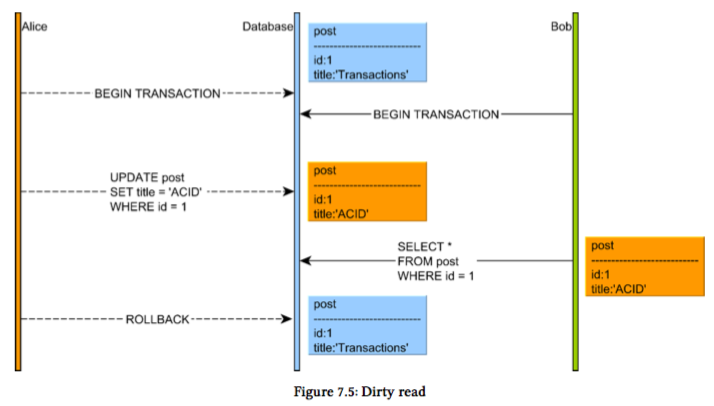 Alice
Database
Bob
post
----------------------------
id:1
title:'Transactions'
BEGIN TRANSACTION
BEGIN TRANSACTION
UPDATE post
SET title = 'ACID'
WHERE id = 1
post
----------------------------
id:1
title:'ACID'
SELECT *
FROM post
WHERE id = 1
post
----------------------------
id:1
title:'ACID'
ROLLBACK
post
----------------------------
id:1
title:'Transactions'
Figure 7.5: Dirty read